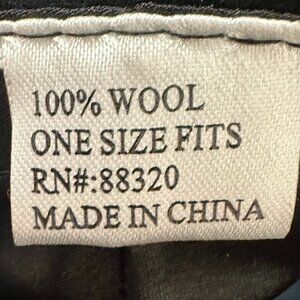 100% WOOL
ONE SIZE FITS
RN#:88320
MADE IN CHINA